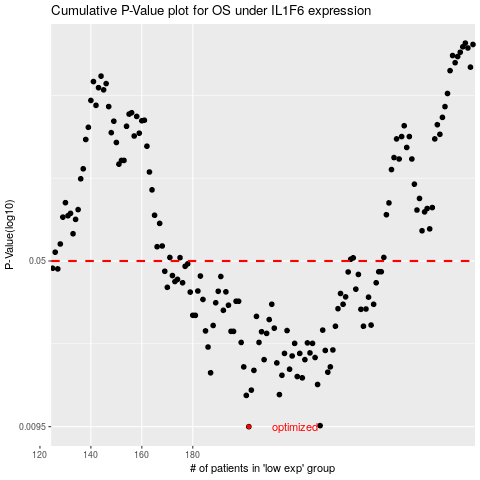 Cumulative P-Value plot for OS under IL1F6 expression
P-Value(log10)
0.05
0.0095
optimized
120 140 160 180
# of patients in 'low exp' group